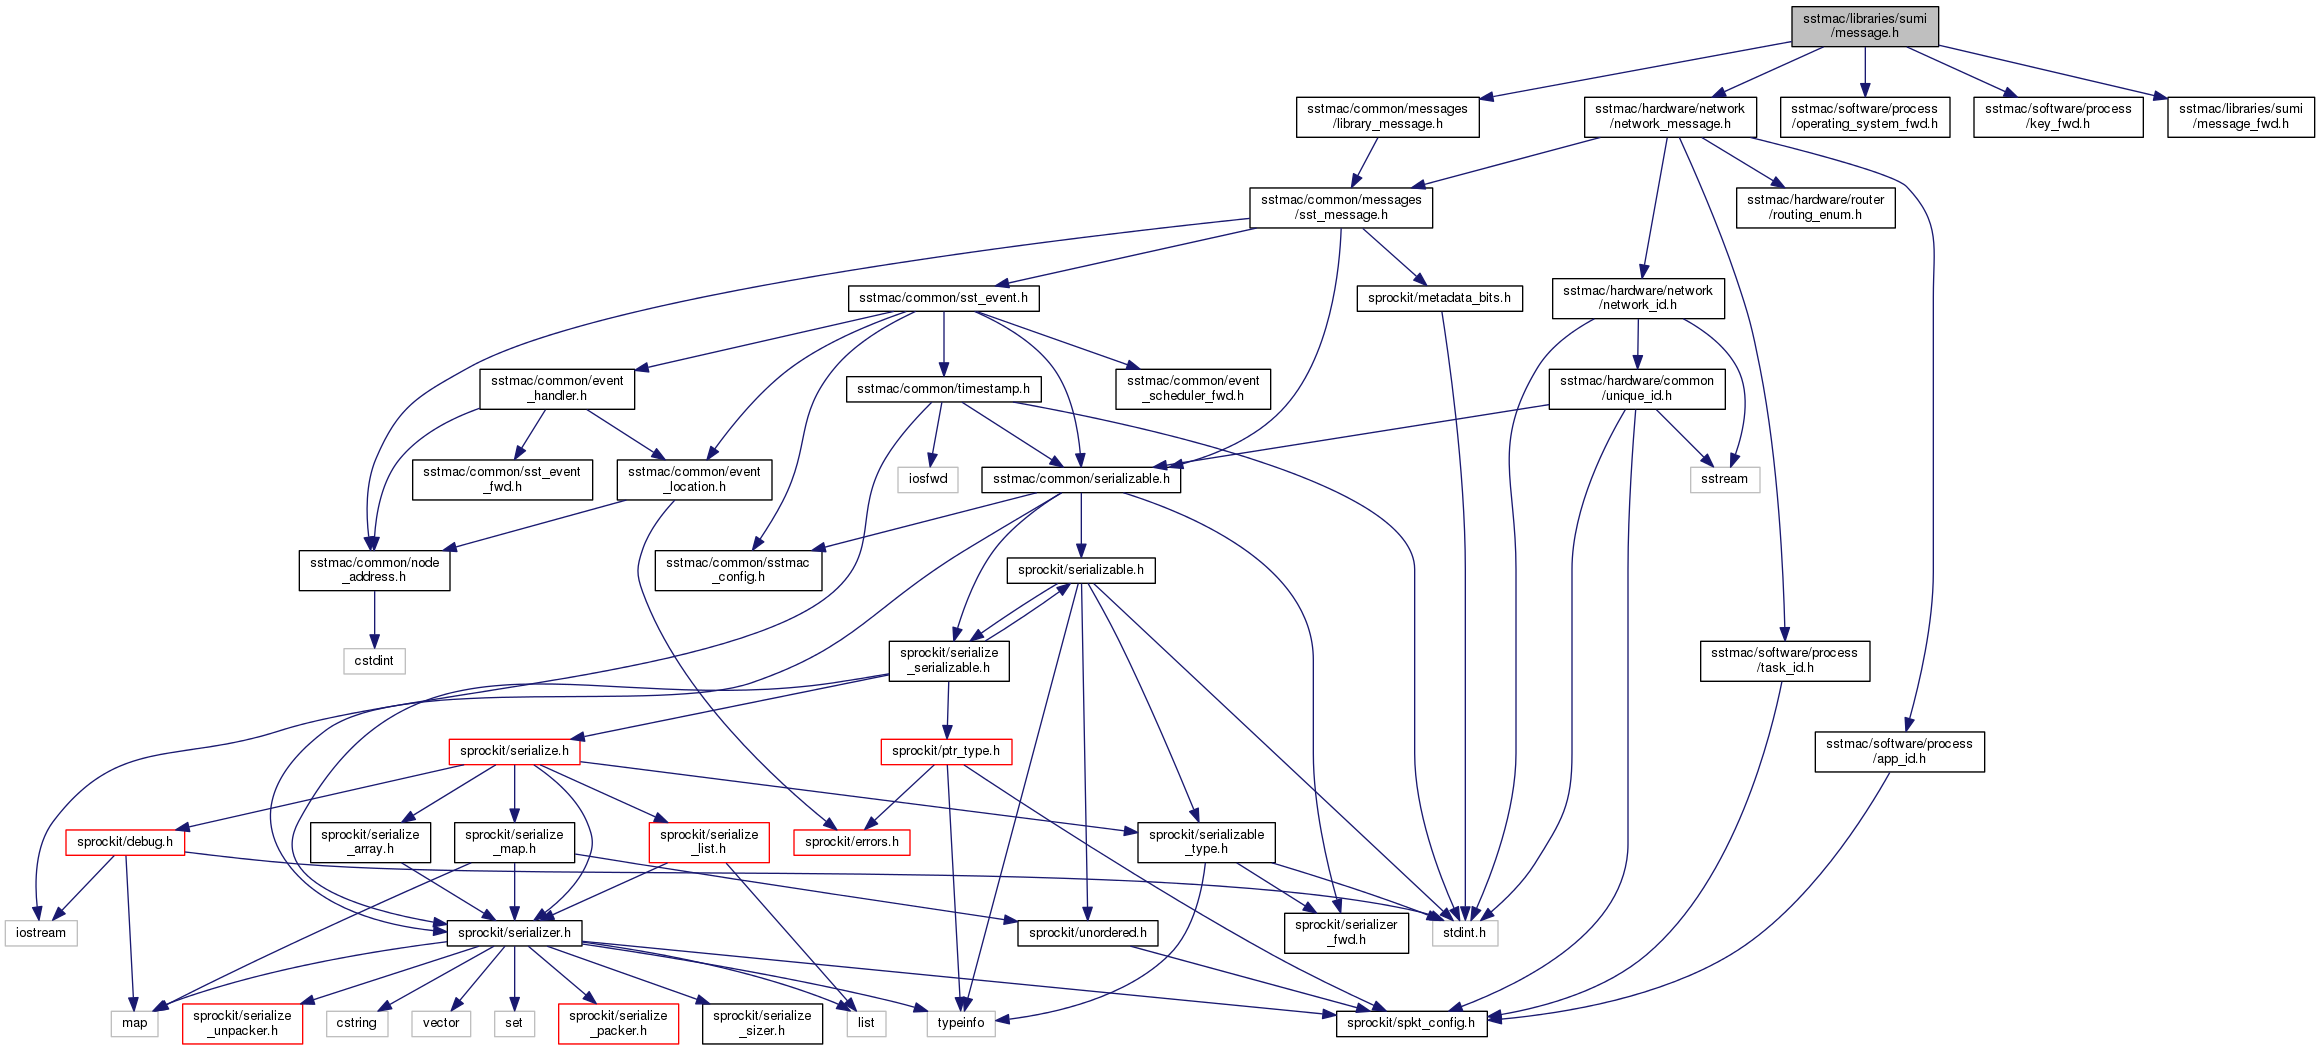 sstmac/libraries/sumi
/message.h
sstmac/common/messages
/library_message.h
sstmac/hardware/network
/network_message.h
sstmac/software/process
/operating_system_fwd.h
sstmac/software/process
/key_fwd.h
sstmac/libraries/sumi
/message_fwd.h
sstmac/common/messages
/sst_message.h
sstmac/hardware/router
/routing_enum.h
sstmac/common/sst_event.h
sprockit/metadata_bits.h
sstmac/hardware/network
/network_id.h
sstmac/common/event
_handler.h
sstmac/common/timestamp.h
sstmac/common/event
_scheduler_fwd.h
sstmac/hardware/common
/unique_id.h
sstmac/common/sst_event
_fwd.h
sstmac/common/event
_location.h
iosfwd
sstmac/common/serializable.h
sstream
sstmac/common/node
_address.h
sstmac/common/sstmac
_config.h
sprockit/serializable.h
cstdint
sprockit/serialize
_serializable.h
sstmac/software/process
/task_id.h
sprockit/serialize.h
sprockit/ptr_type.h
sstmac/software/process
/app_id.h
sprockit/debug.h
sprockit/serialize
_array.h
sprockit/serialize
_map.h
sprockit/serialize
_list.h
sprockit/errors.h
sprockit/serializable
_type.h
iostream
sprockit/serializer.h
sprockit/unordered.h
sprockit/serializer
_fwd.h
stdint.h
map
sprockit/serialize
_unpacker.h
cstring
vector
set
sprockit/serialize
_packer.h
sprockit/serialize
_sizer.h
list
typeinfo
sprockit/spkt_config.h